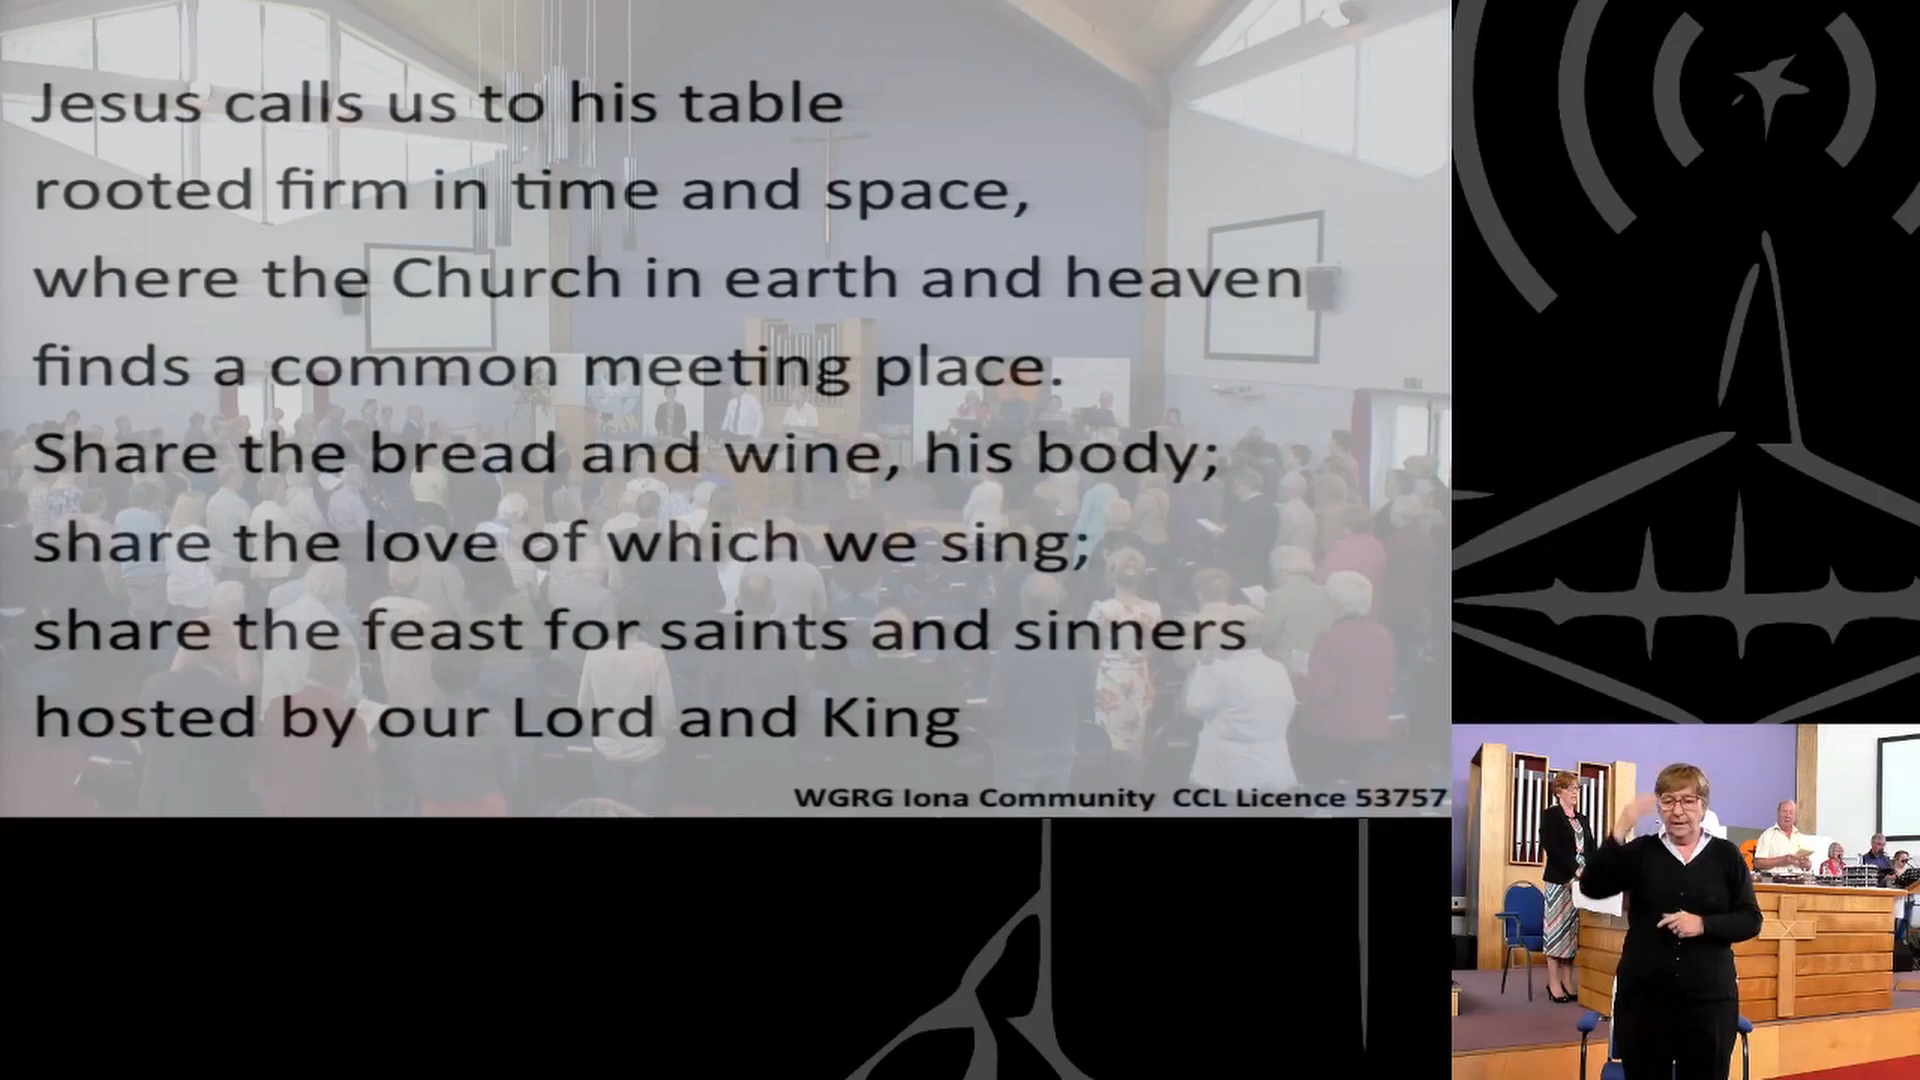 Jesus calls us to his table
rooted firm in time and space,
where the Church in earth and heaven
finds a common meeting place.
Share the bread and wine, his body;
share the love of which we sing;
share the feast for saints and sinners
hosted by our Lord and King
WGRG Iona Community CCL Licence 53757